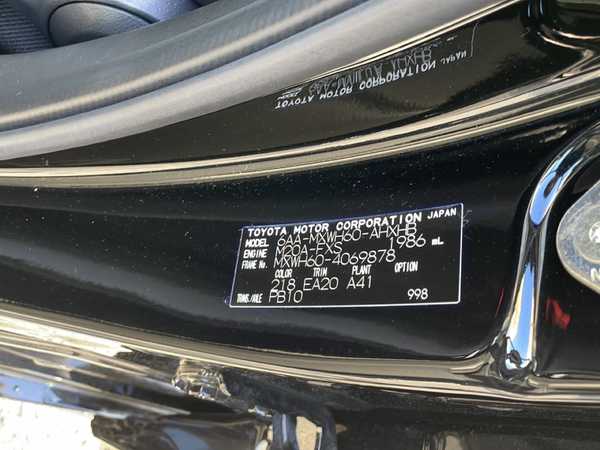 TOYOTA MOTOR CORPORATION JAPAN
MODEL 6AA-MXWH60-AHXHB
ENGINE M20A-FXS 1986 mL
FRAME No. MXWH60-4069878
COLOR TRIM PLANT OPTION
218 EA20 A41
TRANS./AXLE PB10 998